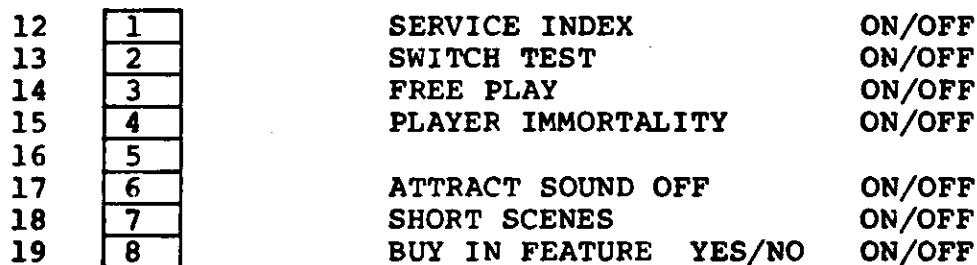 12 1 SERVICE INDEX ON/OFF
13 2 SWITCH TEST ON/OFF
14 3 FREE PLAY ON/OFF
15 4 PLAYER IMMORTALITY ON/OFF
16 5
17 6 ATTRACT SOUND OFF ON/OFF
18 7 SHORT SCENES ON/OFF
19 8 BUY IN FEATURE YES/NO ON/OFF